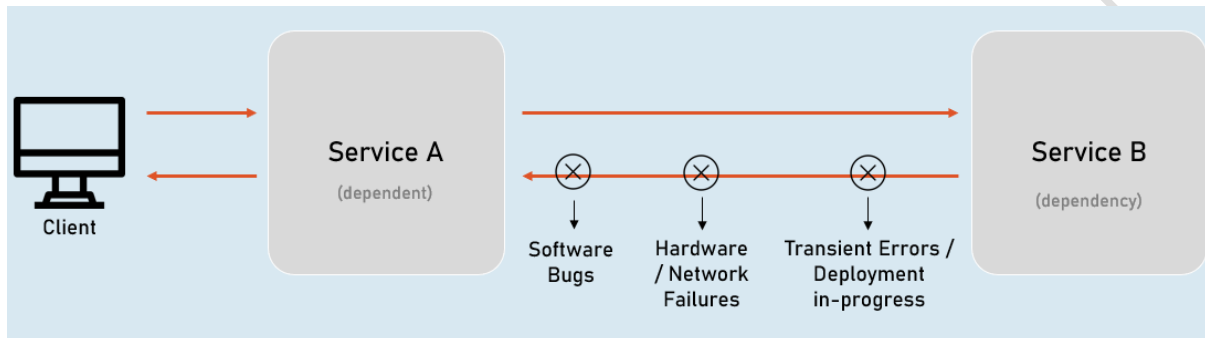 Service A
(dependent)
Service B
(dependency)
Client
Software
Bugs
Hardware
/ Network
Failures
Transient Errors /
Deployment
in-progress